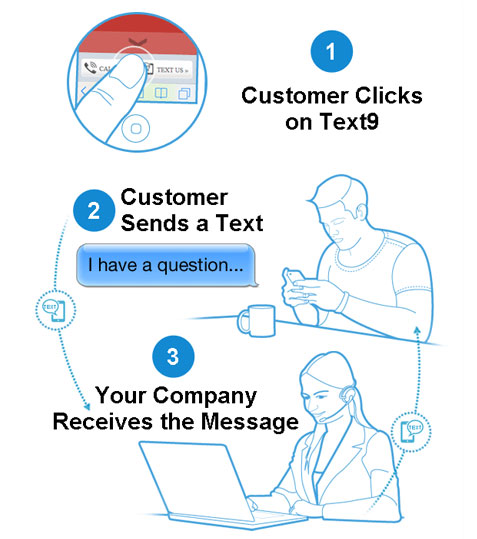 CAL
TEXT US »
1
Customer Clicks
on Text9
2
Customer
Sends a Text
I have a question...
TEXT
3
Your Company
Receives the Message
TEXT